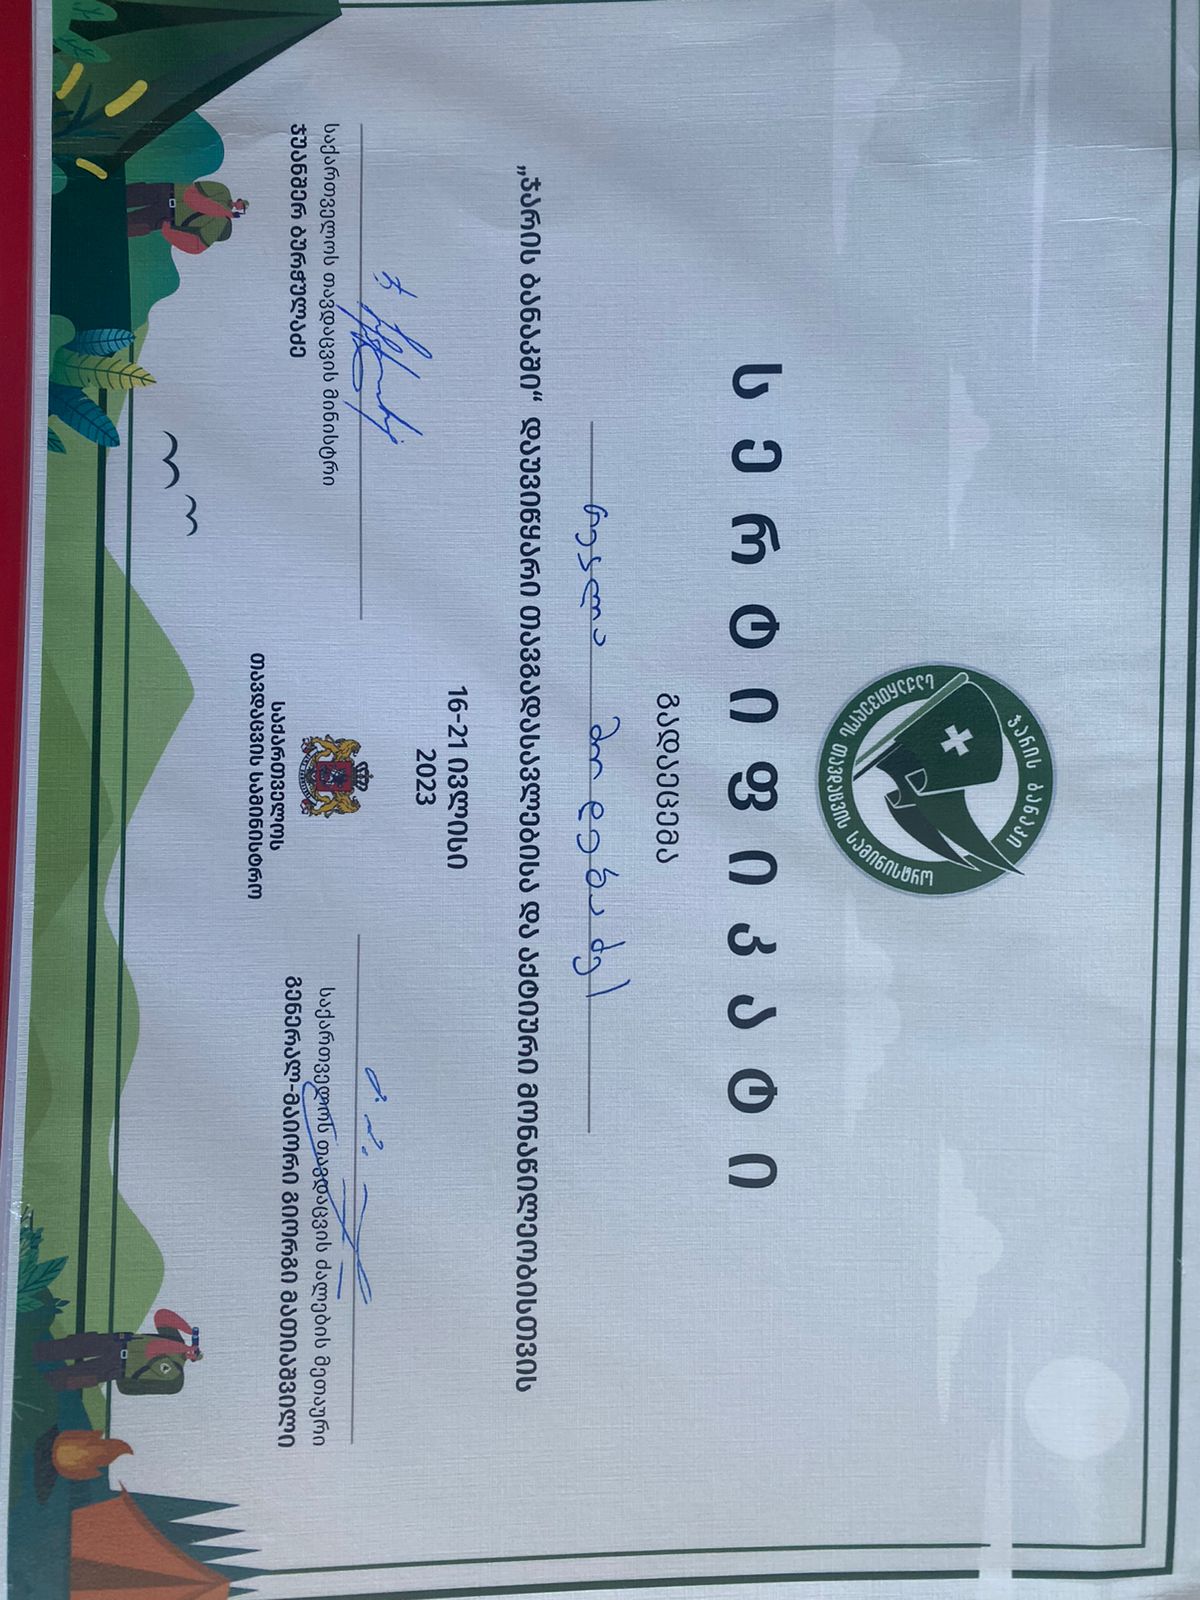 ჯარის ბანაკი
საქართველოს თავდაცვის სამინისტრო
სერტიფიკატი
გადაეცემა
„ჯარის ბანაკში“ დაუვიწყარი თავგადასავლებისა და აქტიური მონაწილეობისთვის
16-21 ივლისი
2023
საქართველოს თავდაცვის მინისტრი
ჯუანშერ ბურჭულაძე
საქართველოს
თავდაცვის სამინისტრო
საქართველოს თავდაცვის ძალების მეთაური
გენერალ-მაიორი გიორგი მათიაშვილი